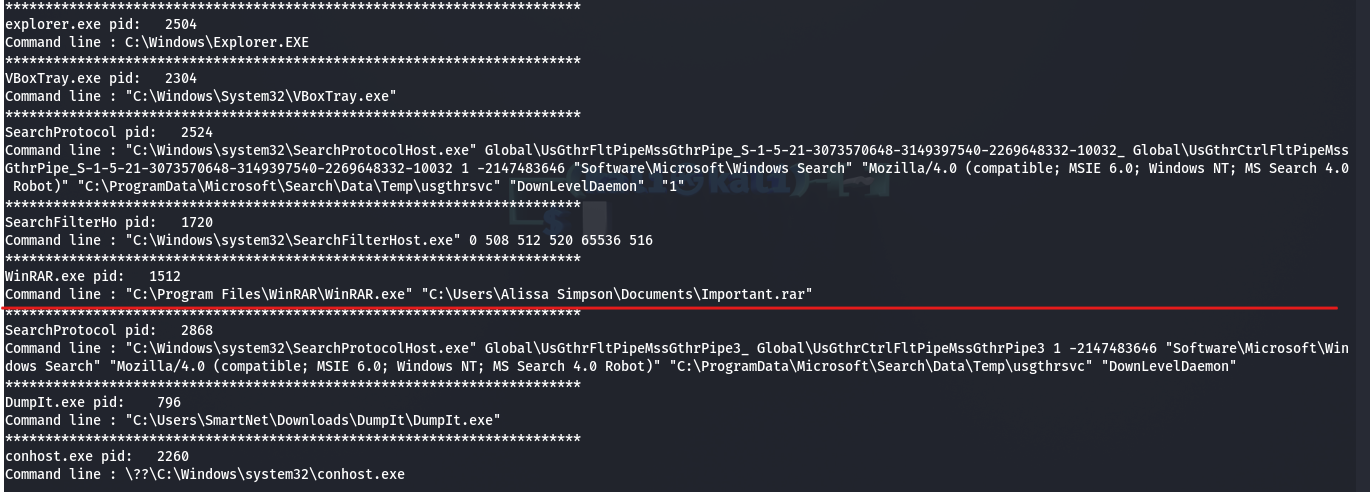 ************************************************************************
explorer.exe pid:   2504
Command line : C:\Windows\Explorer.EXE
************************************************************************
VBoxTray.exe pid:   2304
Command line : "C:\Windows\System32\VBoxTray.exe"
************************************************************************
SearchProtocol pid:   2524
Command line : "C:\Windows\system32\SearchProtocolHost.exe" Global\UsGthrFltPipeMssGthrPipe_S-1-5-21-3073570648-3149397540-2269648332-10032_ Global\UsGthrCtrlFltPipeMss
GthrPipe_S-1-5-21-3073570648-3149397540-2269648332-10032 1 -2147483646 "Software\Microsoft\Windows Search" "Mozilla/4.0 (compatible; MSIE 6.0; Windows NT; MS Search 4.0
 Robot)" "C:\ProgramData\Microsoft\Search\Data\Temp\usgthrsvc" "DownLevelDaemon"  "1"
************************************************************************
SearchFilterHo pid:   1720
Command line : "C:\Windows\system32\SearchFilterHost.exe" 0 508 512 520 65536 516
************************************************************************
WinRAR.exe pid:   1512
Command line : "C:\Program Files\WinRAR\WinRAR.exe" "C:\Users\Alissa Simpson\Documents\Important.rar"
************************************************************************
SearchProtocol pid:   2868
Command line : "C:\Windows\system32\SearchProtocolHost.exe" Global\UsGthrFltPipeMssGthrPipe3_ Global\UsGthrCtrlFltPipeMssGthrPipe3 1 -2147483646 "Software\Microsoft\Win
dows Search" "Mozilla/4.0 (compatible; MSIE 6.0; Windows NT; MS Search 4.0 Robot)" "C:\ProgramData\Microsoft\Search\Data\Temp\usgthrsvc" "DownLevelDaemon"
************************************************************************
DumpIt.exe pid:    796
Command line : "C:\Users\SmartNet\Downloads\DumpIt\DumpIt.exe"
************************************************************************
conhost.exe pid:   2260
Command line : \??\C:\Windows\system32\conhost.exe